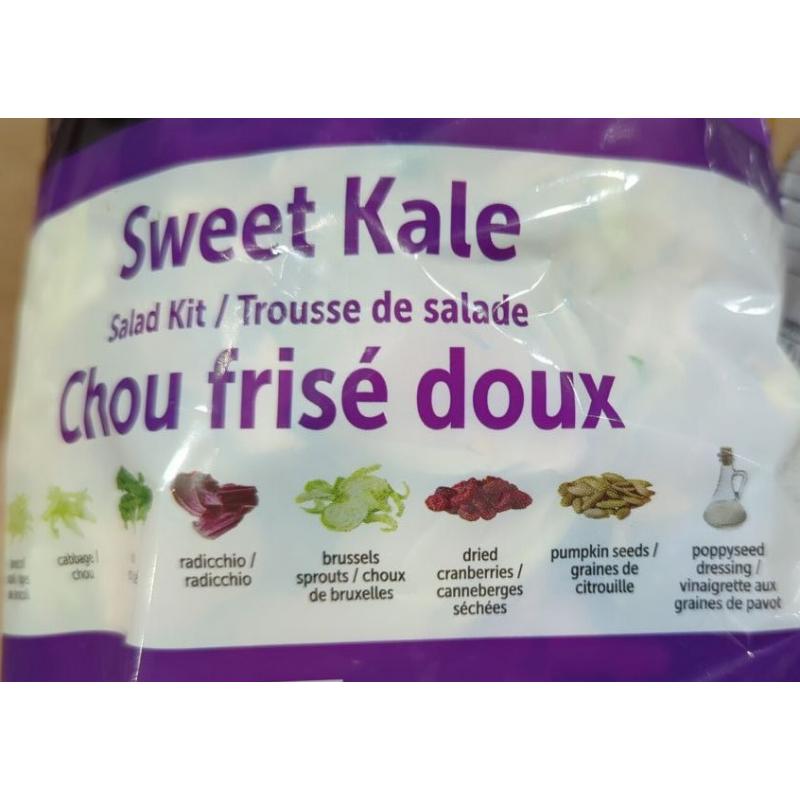 Sweet Kale
Salad Kit / Trousse de salade
Chou frisé doux
cabbage /
chou
radicchio /
radicchio
brussels
sprouts / choux
de bruxelles
dried
cranberries /
canneberges
séchées
pumpkin seeds /
graines de
citrouille
poppyseed
dressing /
vinaigrette aux
graines de pavot